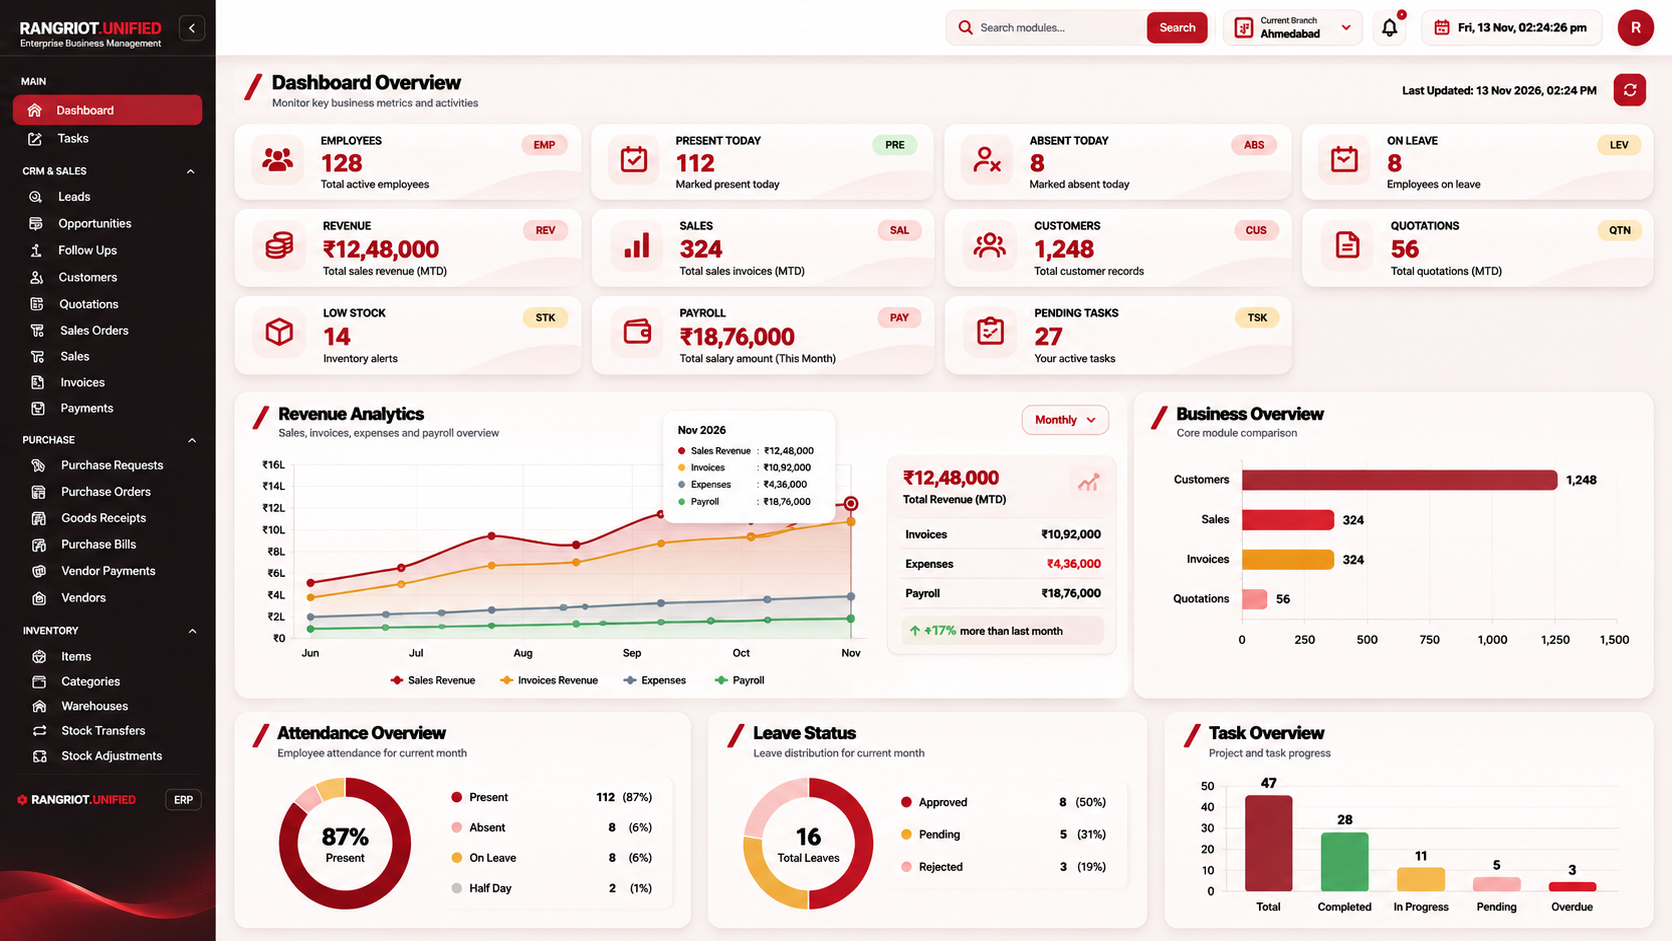 RANGRIOT.UNIFIED
Enterprise Business Management
MAIN
Dashboard
Tasks
CRM & SALES
Leads
Opportunities
Follow Ups
Customers
Quotations
Sales Orders
Sales
Invoices
Payments
PURCHASE
Purchase Requests
Purchase Orders
Goods Receipts
Purchase Bills
Vendor Payments
Vendors
INVENTORY
Items
Categories
Warehouses
Stock Transfers
Stock Adjustments
RANGRIOT.UNIFIED ERP
Search modules... Search
Current Branch
Ahmedabad
Fri, 13 Nov, 02:24:26 pm
R
Dashboard Overview
Monitor key business metrics and activities
Last Updated: 13 Nov 2026, 02:24 PM
EMPLOYEES EMP
128
Total active employees
PRESENT TODAY PRE
112
Marked present today
ABSENT TODAY ABS
8
Marked absent today
ON LEAVE LEV
8
Employees on leave
REVENUE REV
₹12,48,000
Total sales revenue (MTD)
SALES SAL
324
Total sales invoices (MTD)
CUSTOMERS CUS
1,248
Total customer records
QUOTATIONS QTN
56
Total quotations (MTD)
LOW STOCK STK
14
Inventory alerts
PAYROLL PAY
₹18,76,000
Total salary amount (This Month)
PENDING TASKS TSK
27
Your active tasks
Revenue Analytics
Sales, invoices, expenses and payroll overview
Monthly
Nov 2026
Sales Revenue : ₹12,48,000
Invoices : ₹10,92,000
Expenses : ₹4,36,000
Payroll : ₹18,76,000
₹16L
₹14L
₹12L
₹10L
₹8L
₹6L
₹4L
₹2L
₹0
Jun Jul Aug Sep Oct Nov
Sales Revenue Invoices Revenue Expenses Payroll
₹12,48,000
Total Revenue (MTD)
Invoices ₹10,92,000
Expenses ₹4,36,000
Payroll ₹18,76,000
+17% more than last month
Business Overview
Core module comparison
Customers 1,248
Sales 324
Invoices 324
Quotations 56
0 250 500 750 1,000 1,250 1,500
Attendance Overview
Employee attendance for current month
87%
Present
Present 112 (87%)
Absent 8 (6%)
On Leave 8 (6%)
Half Day 2 (1%)
Leave Status
Leave distribution for current month
16
Total Leaves
Approved 8 (50%)
Pending 5 (31%)
Rejected 3 (19%)
Task Overview
Project and task progress
50
40
30
20
10
0
47
28
11
5
3
Total Completed In Progress Pending Overdue